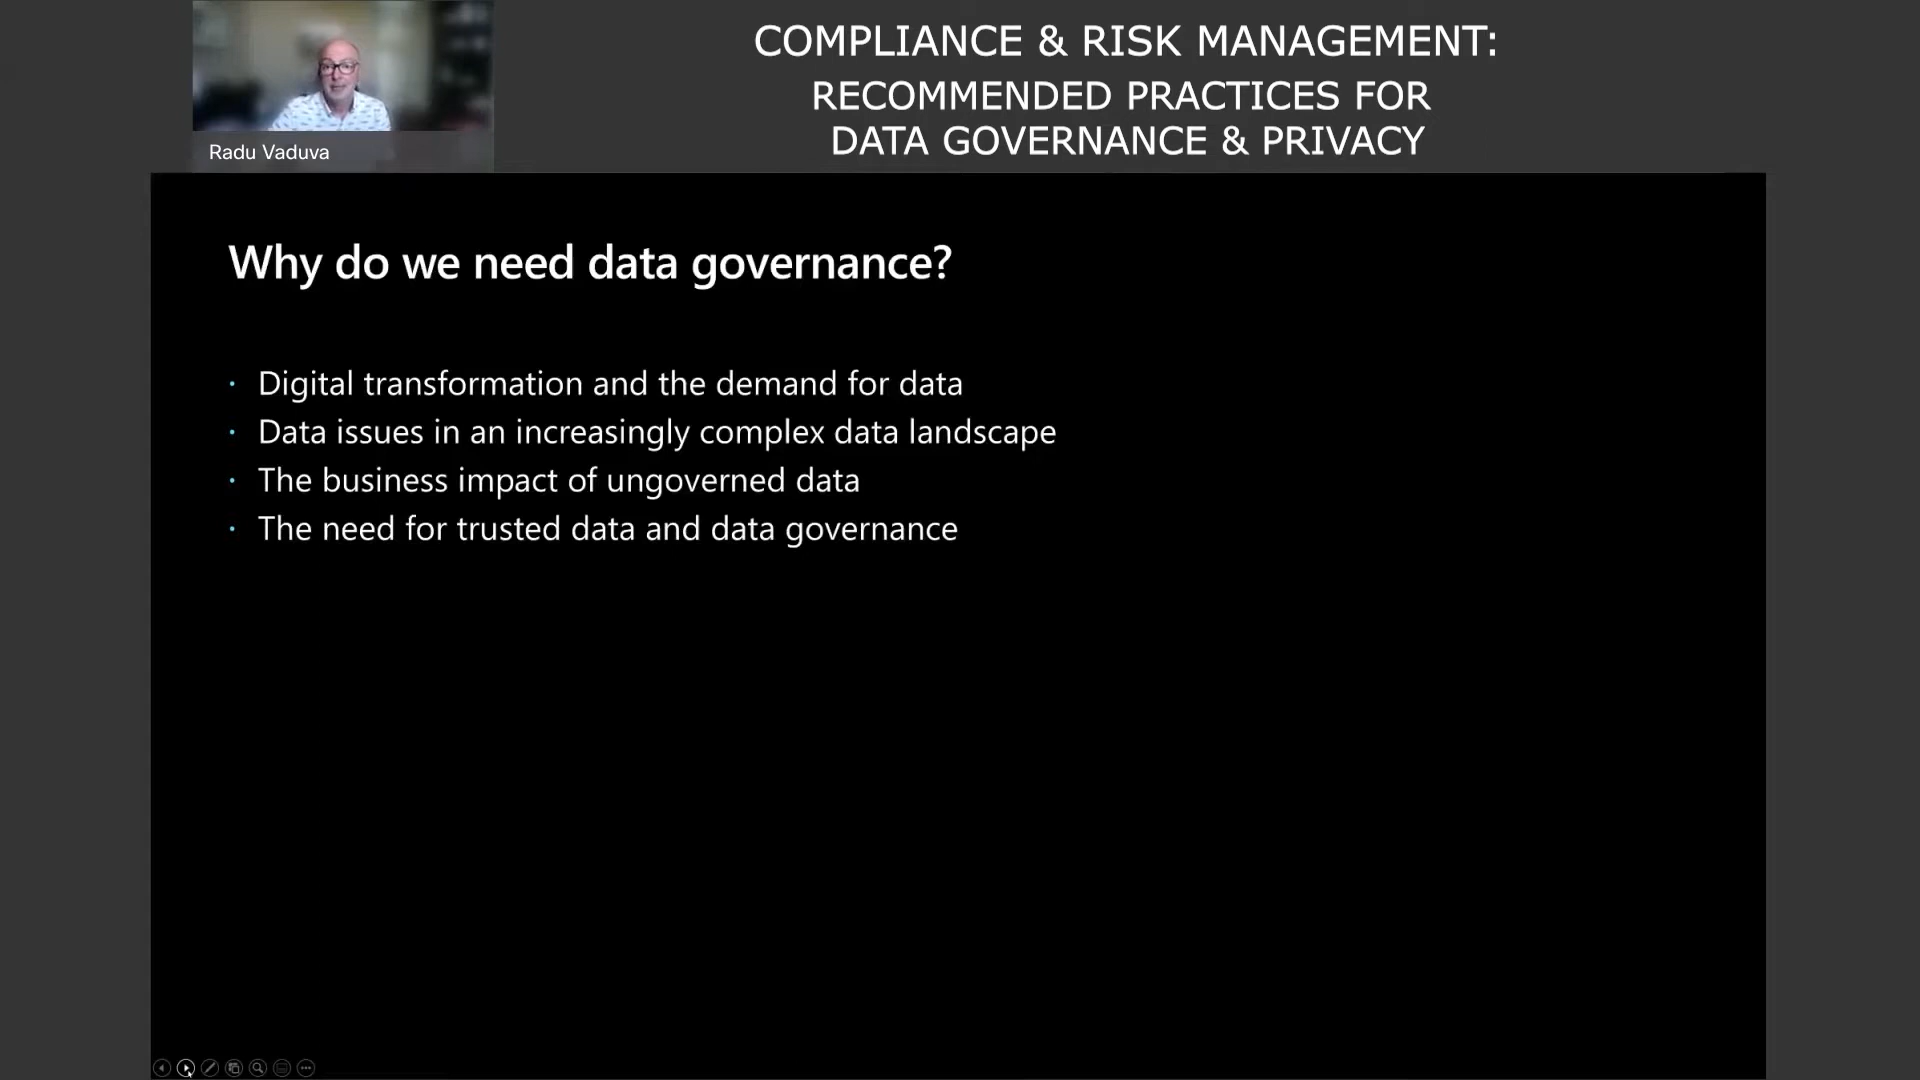 COMPLIANCE & RISK MANAGEMENT:
RECOMMENDED PRACTICES FOR
DATA GOVERNANCE & PRIVACY
Radu Vaduva
Why do we need data governance?
· Digital transformation and the demand for data
· Data issues in an increasingly complex data landscape
· The business impact of ungoverned data
· The need for trusted data and data governance